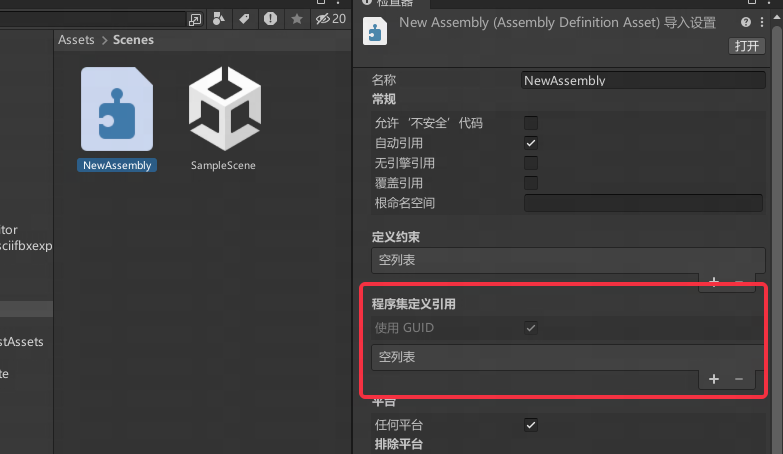 20
检查器
New Assembly (Assembly Definition Asset) 导入设置
打开
Assets > Scenes
NewAssembly
SampleScene
itor
sciifbxexp
stAssets
te
名称 NewAssembly
常规
允许‘不安全’代码
自动引用
无引擎引用
覆盖引用
根命名空间
定义约束
空列表
+ −
程序集定义引用
使用 GUID
空列表
+ −
平台
任何平台
排除平台